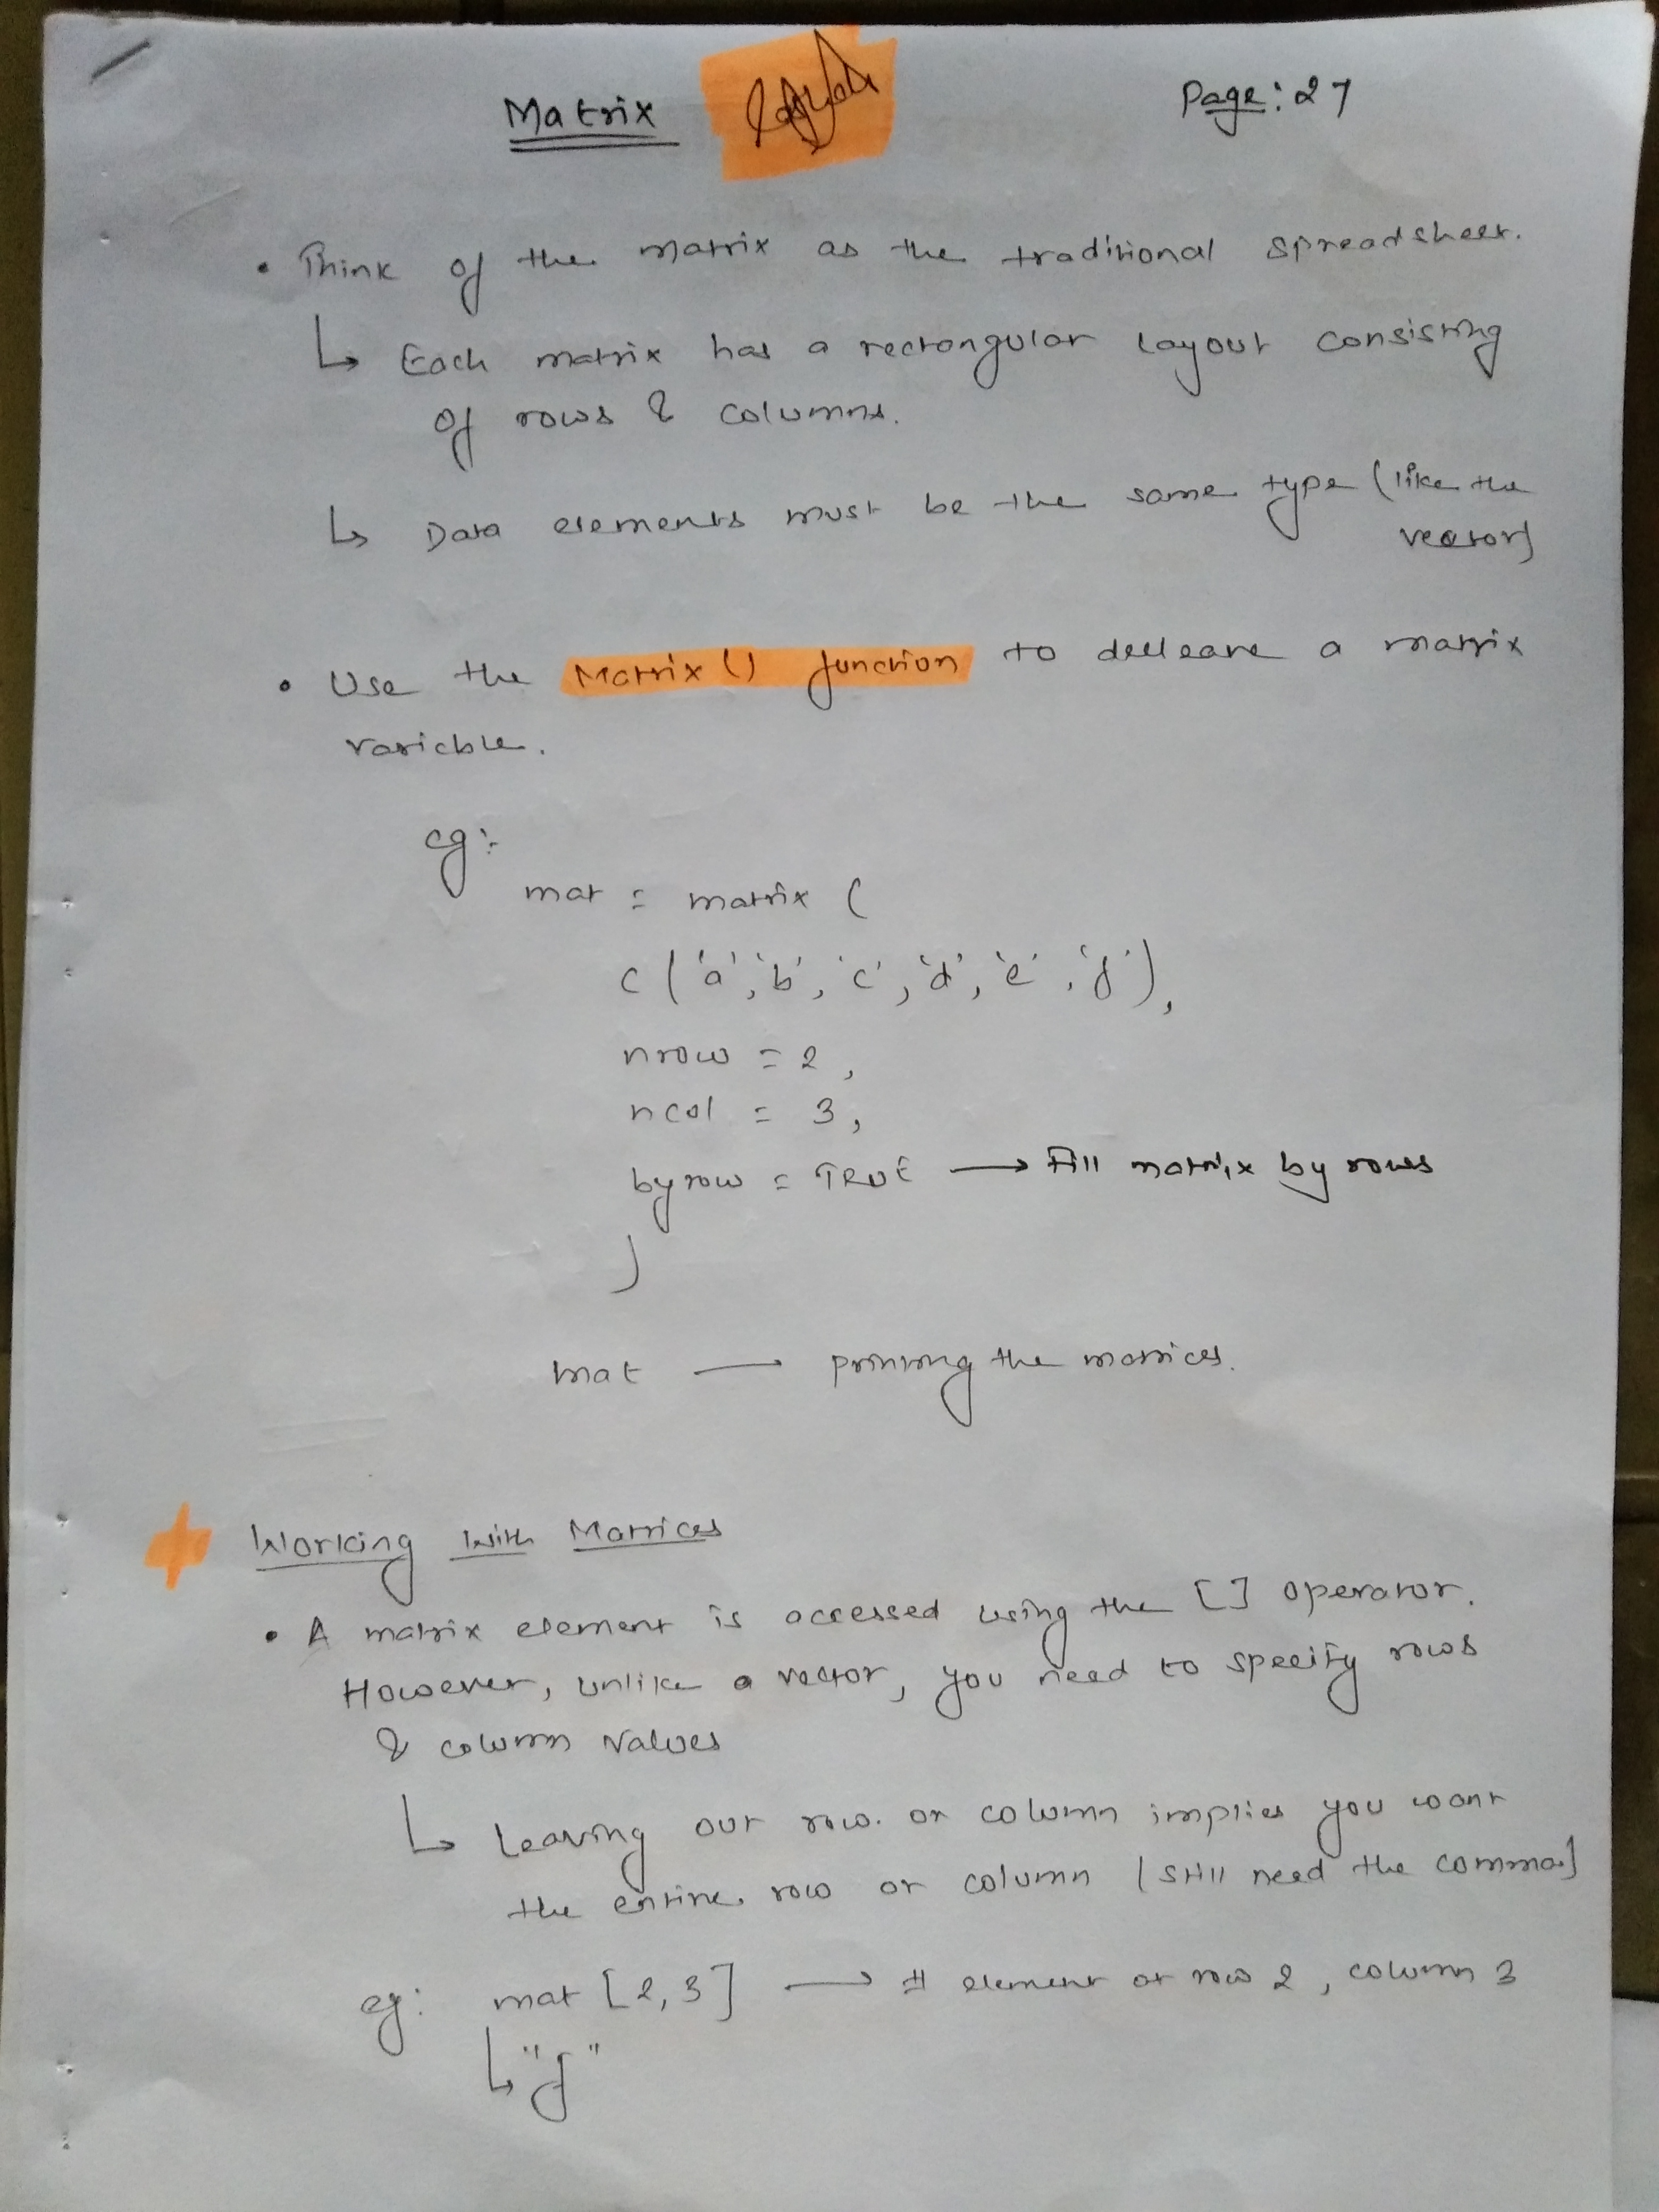 Matrix
Page: 27
• Think of the matrix as the traditional spreadsheet.
↳ Each matrix has a rectangular layout consisting
of rows & columns.
↳ Data elements must be the same type (like the
vector)
• Use the Matrix () function to decleare a matrix
variable.
eg:
mat = matrix (
c ('a', 'b', 'c', 'd', 'e', 'f'),
nrow = 2,
ncol = 3,
byrow = TRUE → Fill matrix by rows
)
mat — printing the matrices.
Working With Matrices
• A matrix element is accessed using the [] operator.
However, unlike a vector, you need to specify rows
& column values
↳ Leaving out row. or column implies you want
the entire row or column (still need the comma)
eg: mat [2, 3] → # element at row 2, column 3
↳ "f"